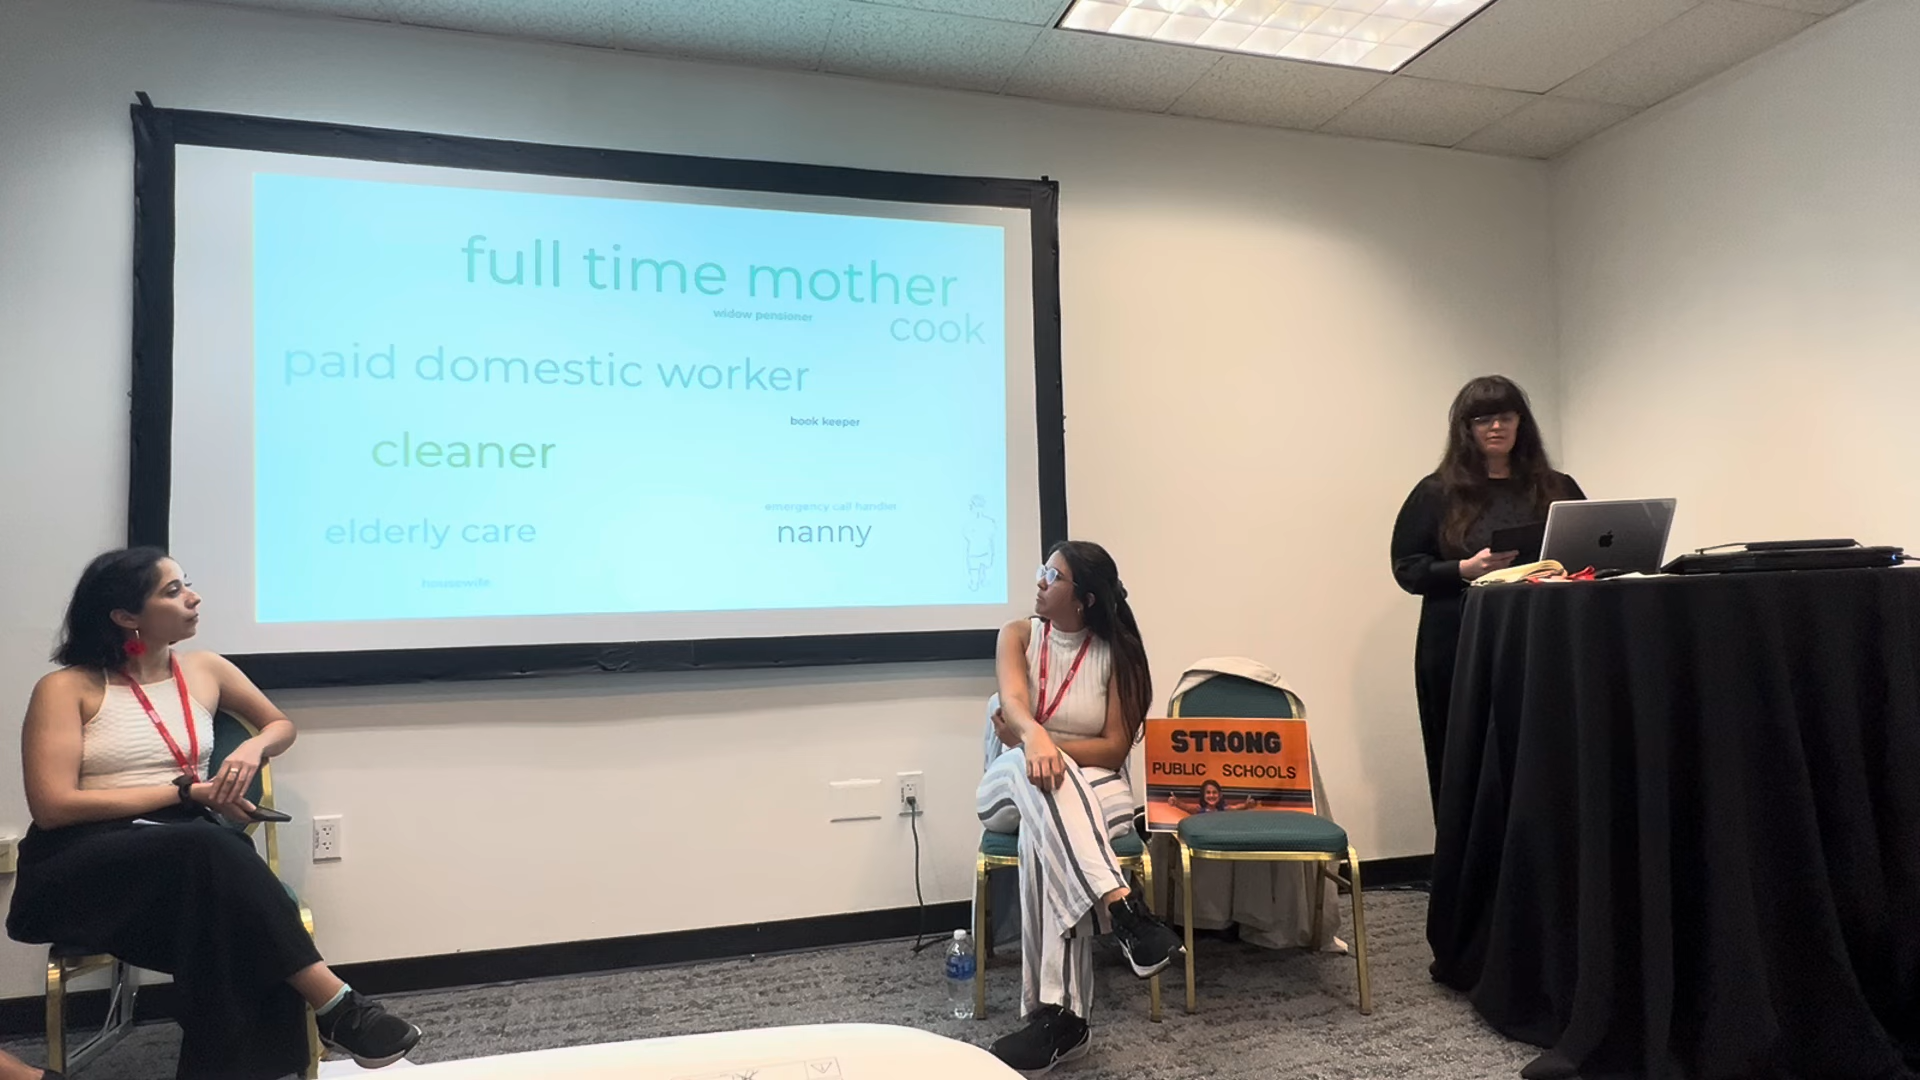 full time mother
widow pensioner
cook
paid domestic worker
book keeper
cleaner
emergency call handler
elderly care
nanny
housewife
STRONG
PUBLIC SCHOOLS